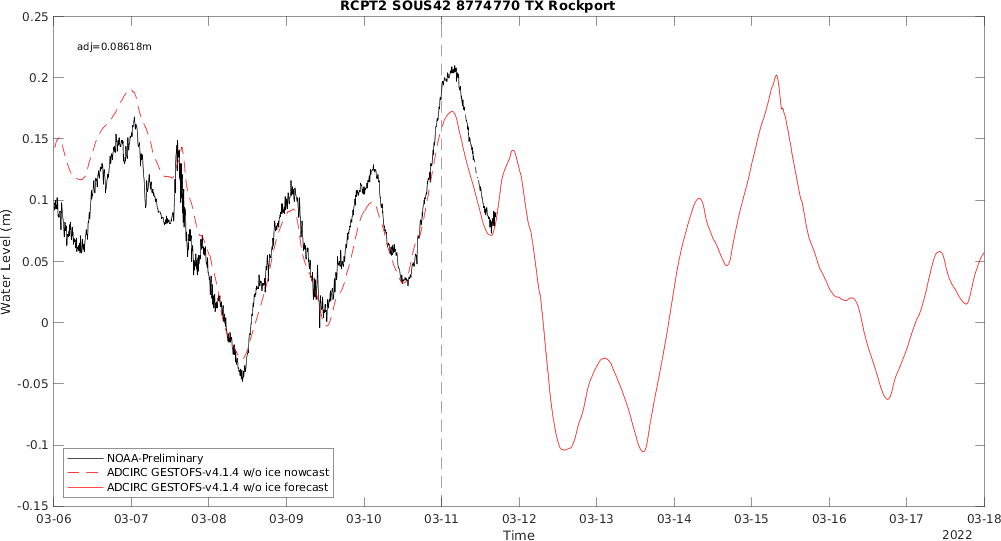 RCPT2 SOUS42 8774770 TX Rockport
adj=0.08618m
0.25
0.2
0.15
0.1
0.05
0
-0.05
-0.1
-0.15
Water Level (m)
NOAA-Preliminary
ADCIRC GESTOFS-v4.1.4 w/o ice nowcast
ADCIRC GESTOFS-v4.1.4 w/o ice forecast
03-06 03-07 03-08 03-09 03-10 03-11 03-12 03-13 03-14 03-15 03-16 03-17 03-18
Time
2022